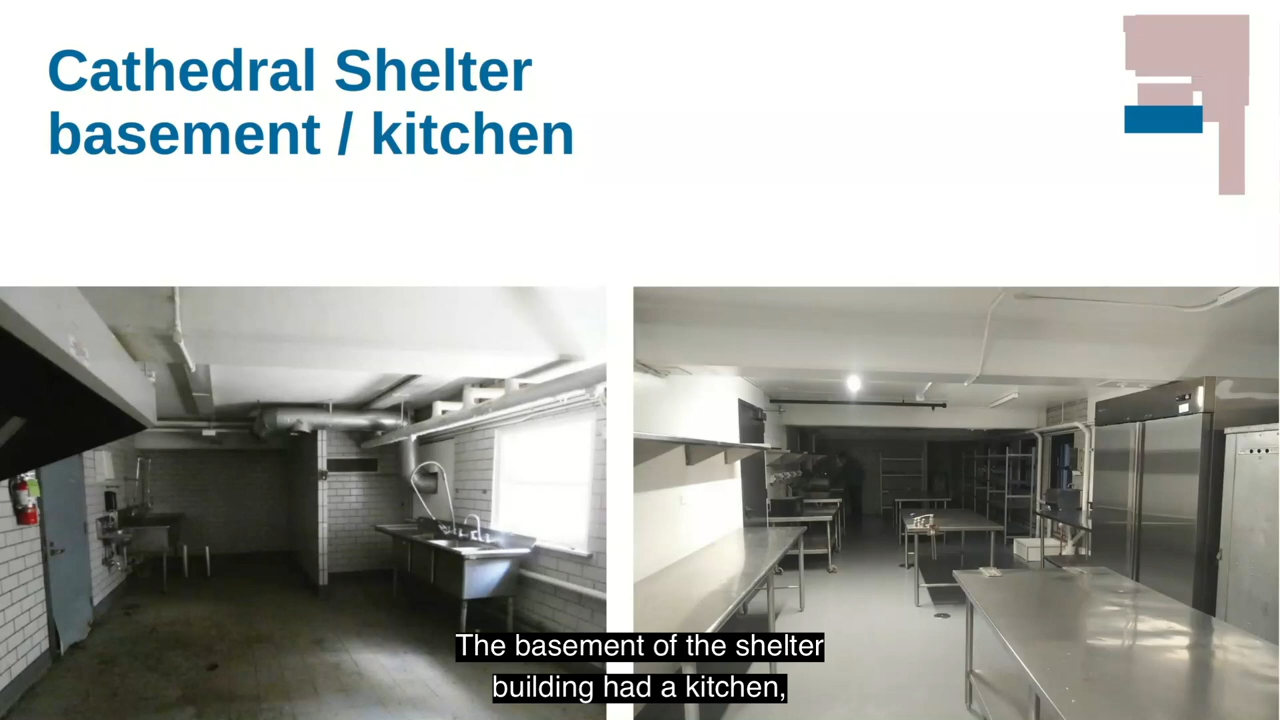 Cathedral Shelter
basement / kitchen
The basement of the shelter
building had a kitchen,